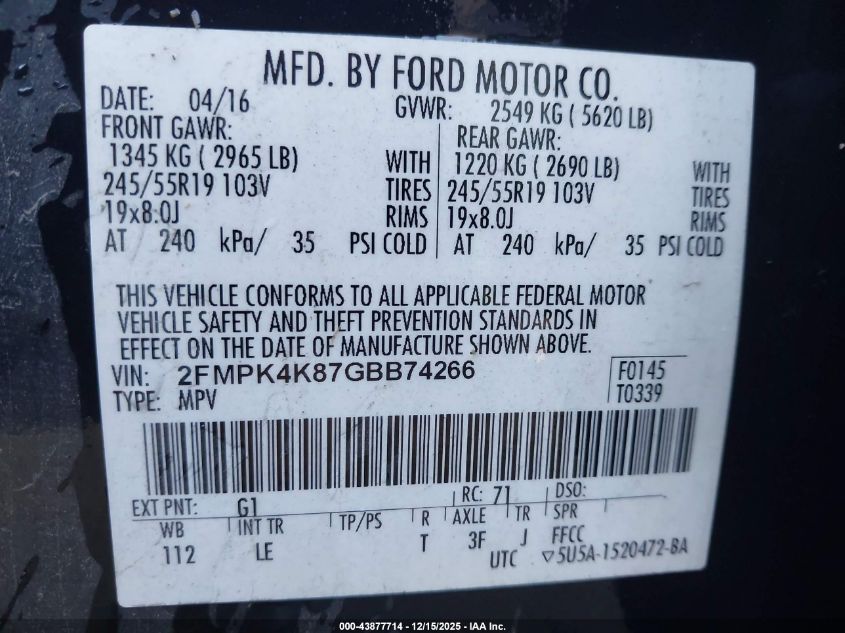 MFD. BY FORD MOTOR CO.
DATE: 04/16 GVWR: 2549 KG ( 5620 LB)
FRONT GAWR: REAR GAWR:
1345 KG ( 2965 LB) WITH 1220 KG ( 2690 LB) WITH
245/55R19 103V TIRES 245/55R19 103V TIRES
19x8.0J RIMS 19x8.0J RIMS
AT 240 kPa/ 35 PSI COLD AT 240 kPa/ 35 PSI COLD
THIS VEHICLE CONFORMS TO ALL APPLICABLE FEDERAL MOTOR
VEHICLE SAFETY AND THEFT PREVENTION STANDARDS IN
EFFECT ON THE DATE OF MANUFACTURE SHOWN ABOVE.
VIN: 2FMPK4K87GBB74266 F0145
TYPE: MPV T0339
EXT PNT: G1 RC: 71 DSO:
WB INT TR TP/PS R AXLE TR SPR
112 LE T 3F J FFCC
UTC ▽5U5A-1520472-BA
000-43877714 - 12/15/2025 - IAA Inc.